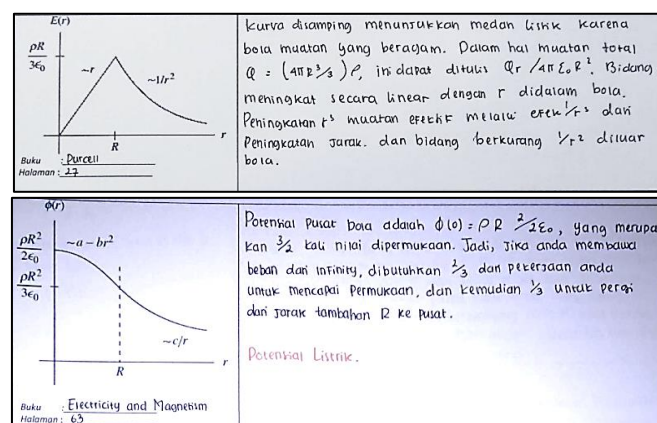 E(r)
ρR
3ϵ₀
~r
~1/r²
r
R
Buku : Purcell
Halaman : 27
kurva disamping menunjukkan medan listrik karena
bola muatan yang beragam. Dalam hal muatan total
Q = (4πR³/3) ρ, ini dapat ditulis Qr /4π ε₀ R². Bidang
meningkat secara linear dengan r didalam bola.
Peningkatan r³ muatan efektif melalui efek 1/r³ dari
Peningkatan jarak. dan bidang berkurang 1/r² diluar
bola.
ϕ(r)
ρR²
2ϵ₀
ρR²
3ϵ₀
~a − br²
~c/r
r
R
Buku : Electricity and Magnetism
Halaman : 63
Potensial Pusat bola adalah ϕ(0) = ρ R ²/2ε₀, yang merupa
kan 3/2 kali nilai dipermukaan. Jadi, jika anda membawa
beban dari infinity, dibutuhkan 2/3 dari pekerjaan anda
untuk mencapai Permukaan, dan kemudian 1/3 untuk pergi
dari jarak tambahan R ke pusat.
Potensial Listrik.